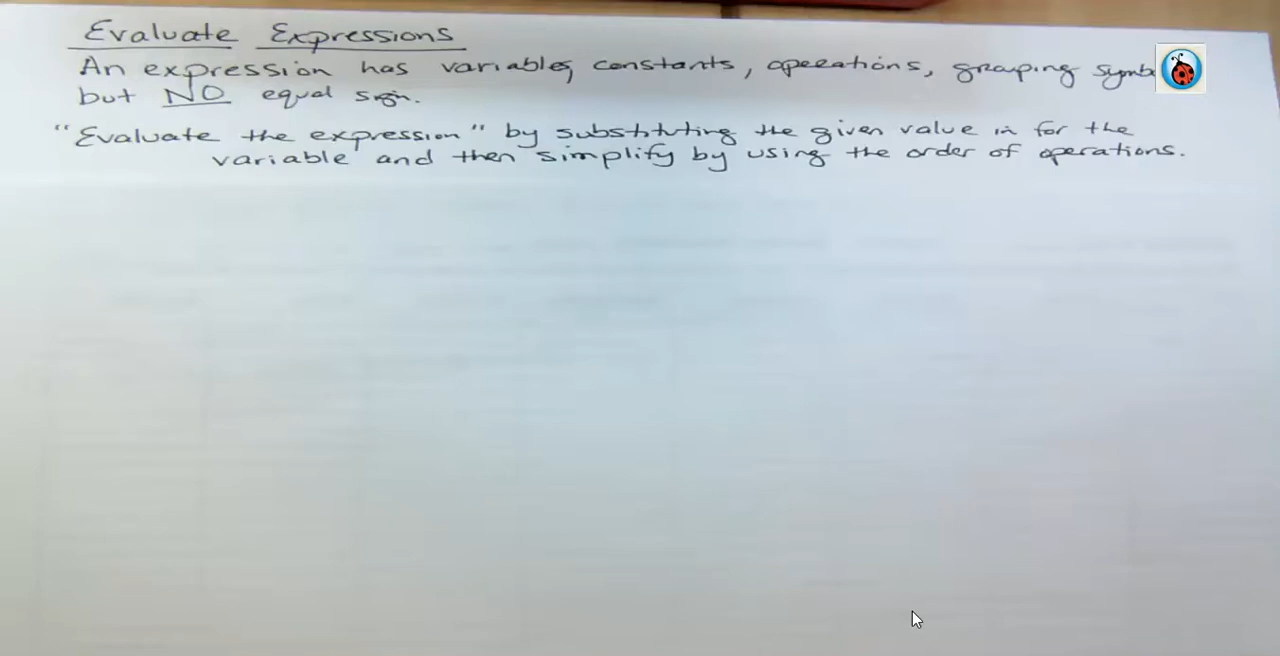 Evaluate Expressions
An expression has variables, constants, operations, grouping symb
but NO equal sign.
"Evaluate the expression" by substituting the given value in for the
variable and then simplify by using the order of operations.